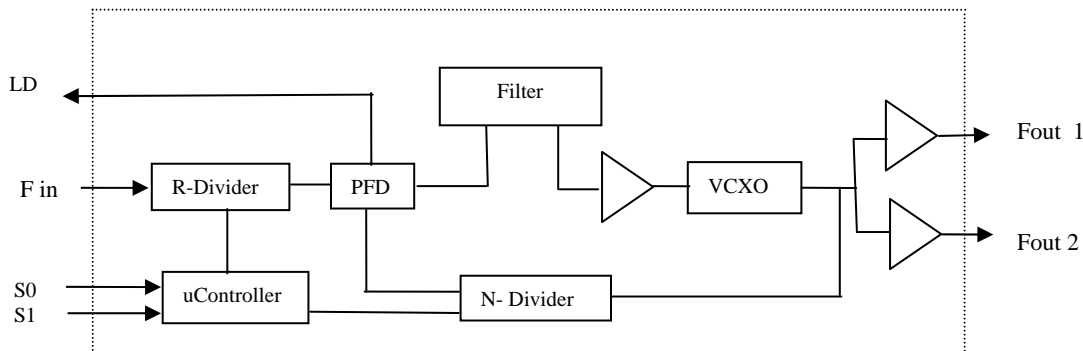 LD
Filter
Fout 1
F in
R-Divider
PFD
VCXO
Fout 2
S0
S1
uController
N- Divider